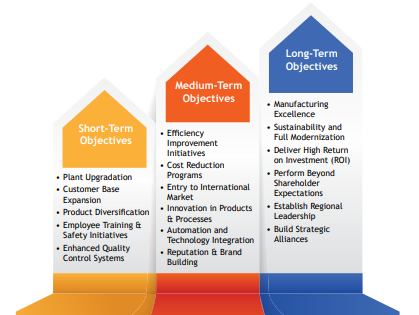 Short-Term
Objectives
• Plant Upgradation
• Customer Base
Expansion
• Product Diversification
• Employee Training &
Safety Initiatives
• Enhanced Quality
Control Systems
Medium-Term
Objectives
• Efficiency
Improvement
Initiatives
• Cost Reduction
Programs
• Entry to International
Market
• Innovation in Products
& Processes
• Automation and
Technology Integration
• Reputation & Brand
Building
Long-Term
Objectives
• Manufacturing
Excellence
• Sustainability and
Full Modernization
• Deliver High Return
on Investment (ROI)
• Perform Beyond
Shareholder
Expectations
• Establish Regional
Leadership
• Build Strategic
Alliances